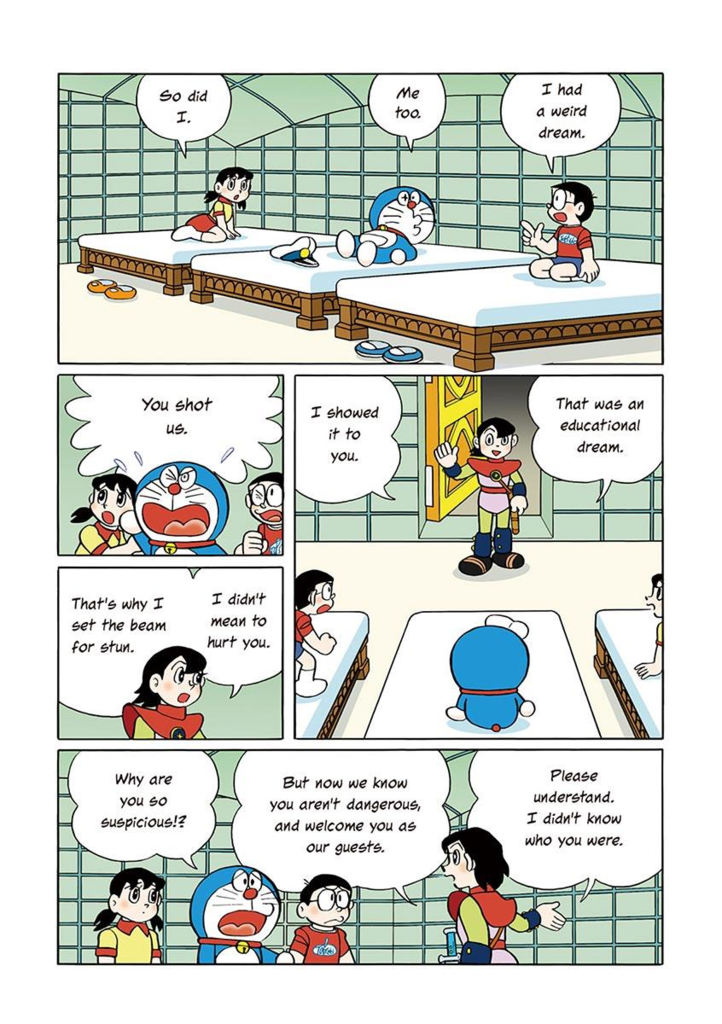 I had
a weird
dream.
Me
too.
So did
I.
That was an
educational
dream.
I showed
it to
you.
You shot
us.
I didn't
mean to
hurt you.
That's why I
set the beam
for stun.
Please
understand.
I didn't know
who you were.
But now we know
you aren't dangerous,
and welcome you as
our guests.
Why are
you so
suspicious!?